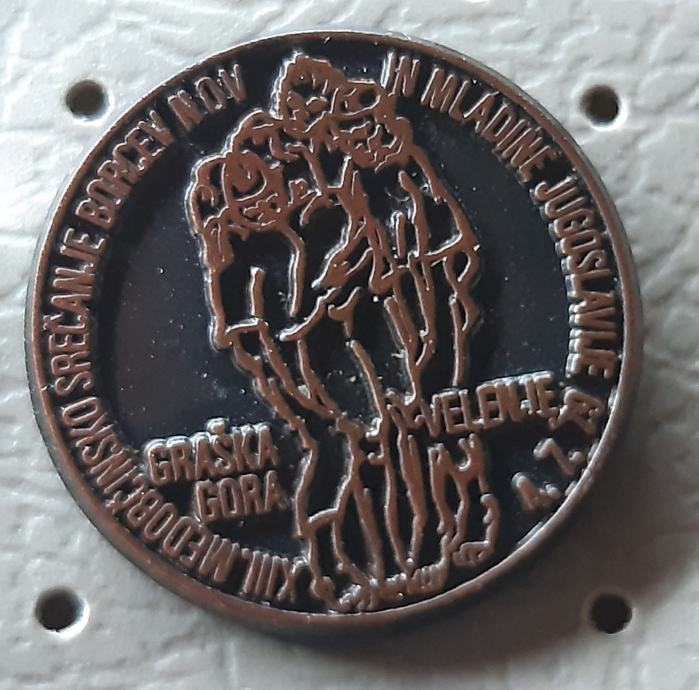 XIII. MEDOBČINSKO SREČANJE BORCEV NOV
IN MLADINE JUGOSLAVIJE
GRAŠKA
GORA
VELENJE,